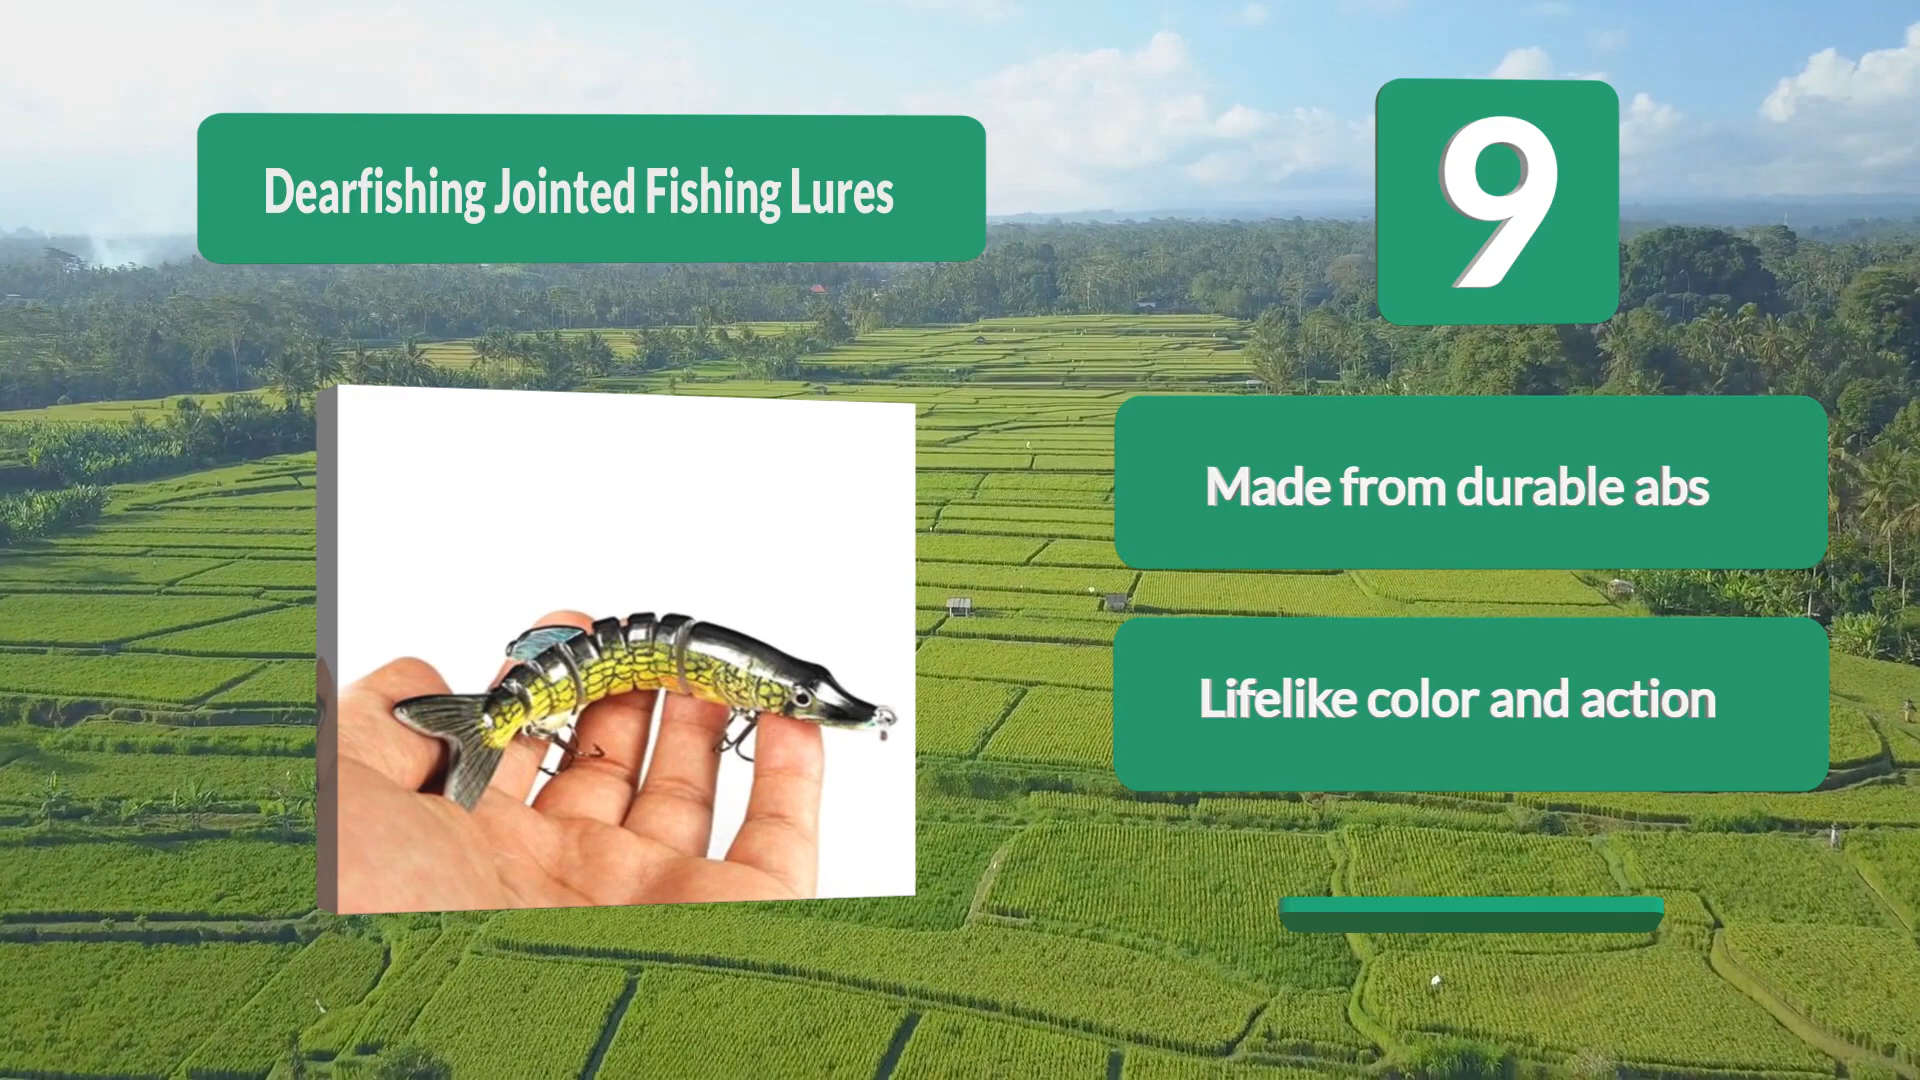 Dearfishing Jointed Fishing Lures
9
Made from durable abs
Lifelike color and action